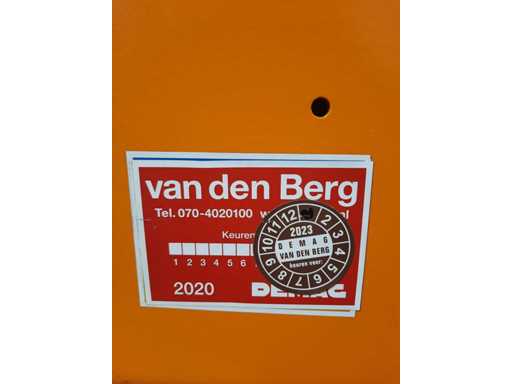 van den Berg
Tel. 070-4020100
Keuren
1 2 3 4 5 6
2020 DEMAG
12 2 3 4 5 6 7 8 9 10 11
2023
DEMAG
VAN DEN BERG
keuren voor: